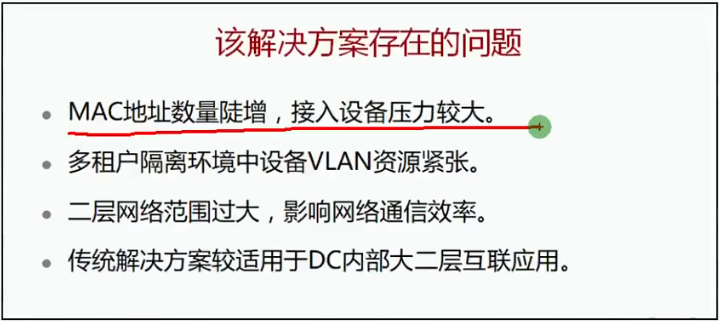 该解决方案存在的问题
MAC地址数量陡增，接入设备压力较大。
多租户隔离环境中设备VLAN资源紧张。
二层网络范围过大，影响网络通信效率。
传统解决方案较适用于DC内部大二层互联应用。